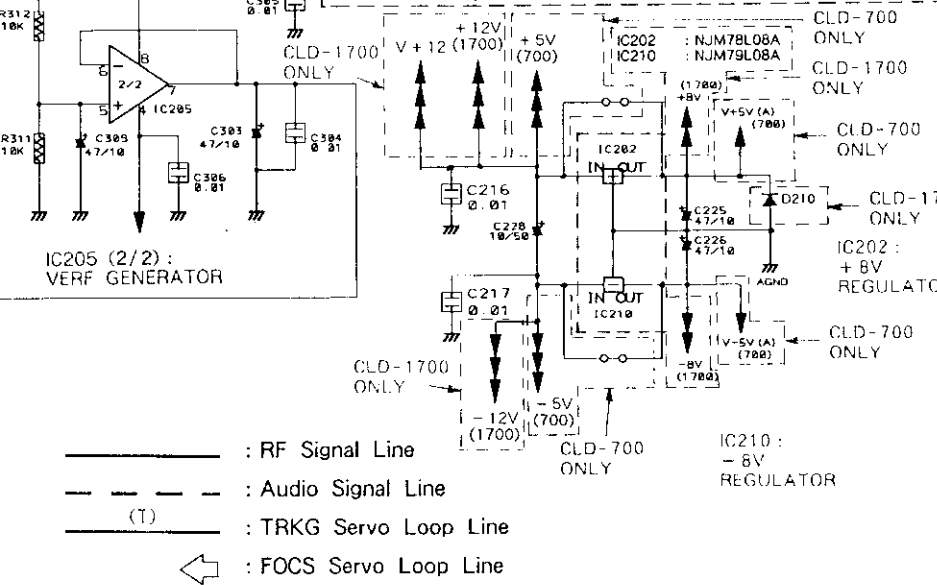 R312
10K
0.01
8
6
2/2
7
5
4
IC205
R311
10K
C309
47/10
C306
0.01
C303
47/10
C304
0.01
IC205 (2/2) :
VERF GENERATOR
CLD-1700
ONLY
V+12
+12V
(1700)
+5V
(700)
CLD-700
ONLY
IC202 : NJM78L08A
IC210 : NJM79L08A
CLD-1700
ONLY
(1700)
+8V
V+5V(A)
(700)
CLD-700
ONLY
IC202
IN OUT
C216
0.01
C228
10/50
C225
47/10
C226
47/10
D210
ONLY
AGND
IC202 :
+8V
C217
0.01
IN OUT
IC210
V-5V(A)
(700)
CLD-700
ONLY
CLD-1700
ONLY
-12V
(1700)
-5V
(700)
-8V
(1700)
CLD-700
ONLY
IC210 :
-8V
REGULATOR
: RF Signal Line
: Audio Signal Line
(T)
: TRKG Servo Loop Line
: FOCS Servo Loop Line